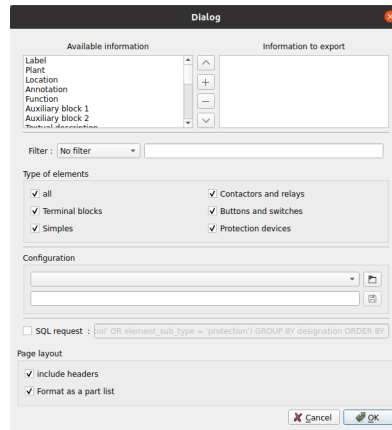 Dialog
Available information
Information to export
Label
Plant
Location
Annotation
Function
Auxiliary block 1
Auxiliary block 2
Textual description
Filter : No filter
Type of elements
all
Contactors and relays
Terminal blocks
Buttons and switches
Simples
Protection devices
Configuration
SQL request : oil' OR element_sub_type = 'protection') GROUP BY designation ORDER BY
Page layout
include headers
Format as a part list
Cancel
OK